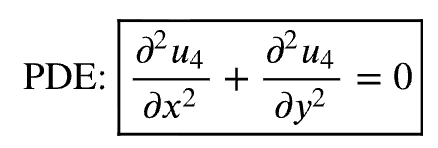 PDE: ∂²u₄/∂x² + ∂²u₄/∂y² = 0